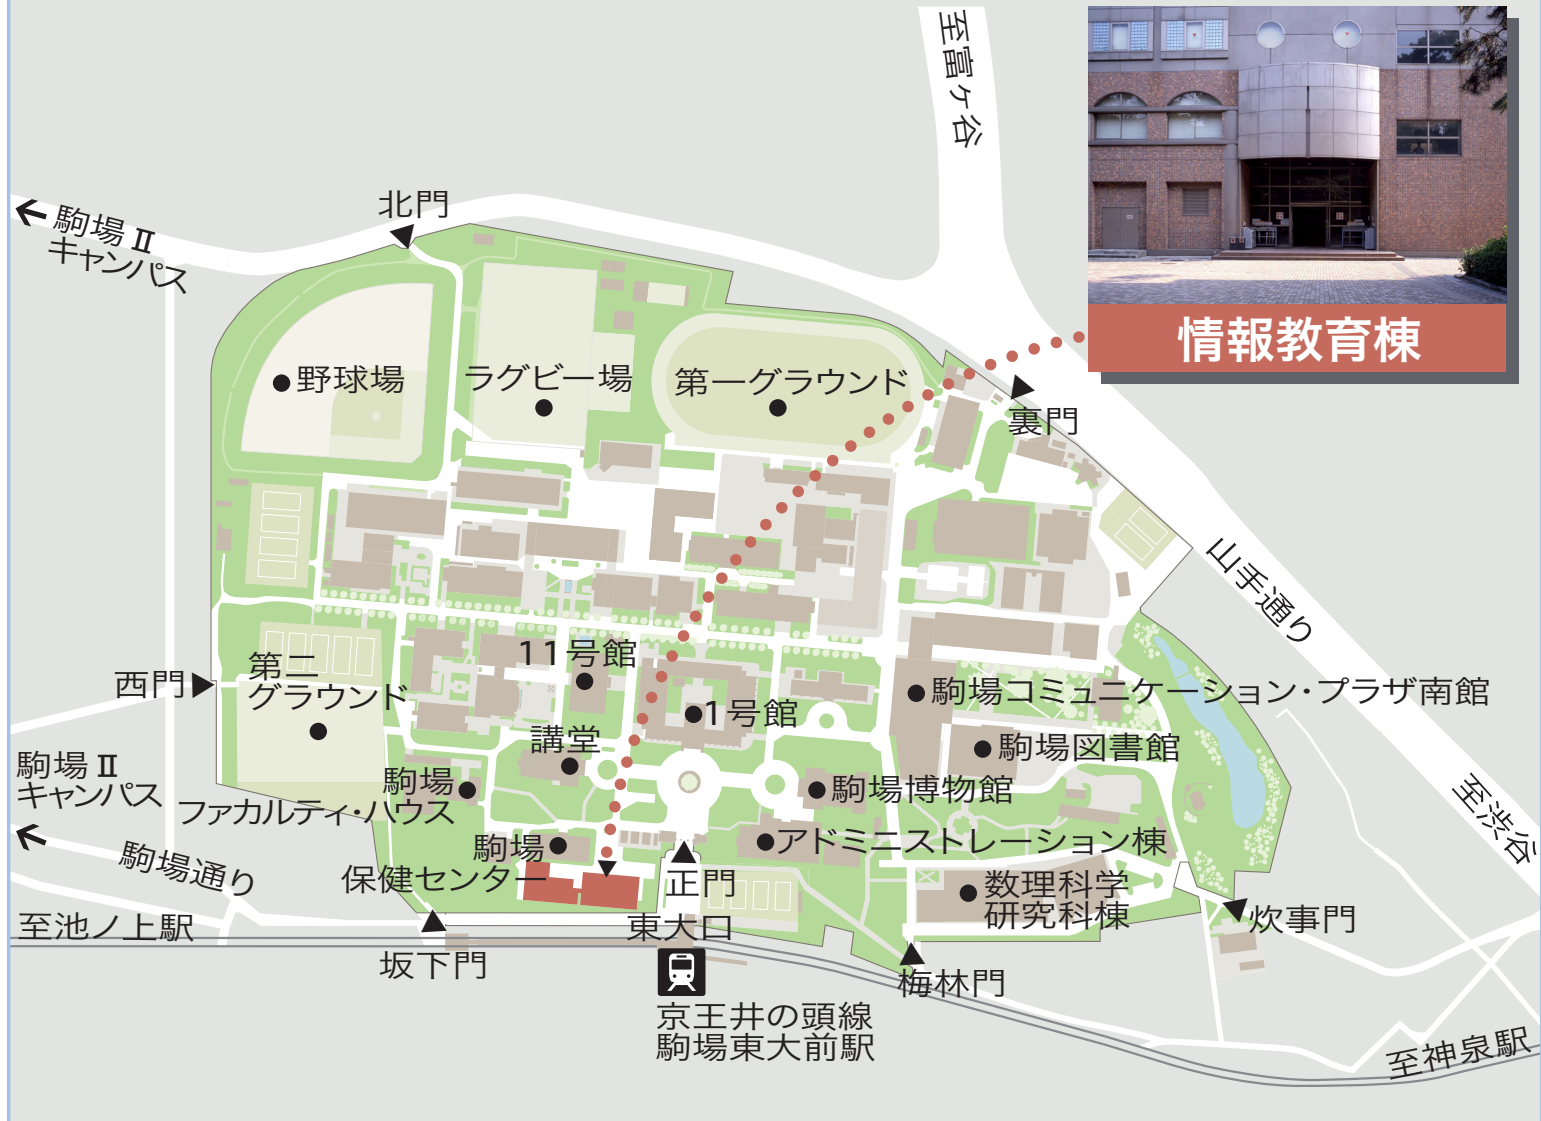 至富ヶ谷
情報教育棟
北門
駒場Ⅱ
キャンパス
野球場
ラグビー場
第一グラウンド
裏門
山手通り
11号館
第二
グラウンド
西門
1号館
駒場コミュニケーション・プラザ南館
講堂
駒場図書館
駒場Ⅱ
キャンパス
駒場
ファカルティ・ハウス
駒場博物館
至渋谷
アドミニストレーション棟
駒場
保健センター
駒場通り
正門
数理科学
研究科棟
東大口
炊事門
至池ノ上駅
坂下門
梅林門
京王井の頭線
駒場東大前駅
至神泉駅